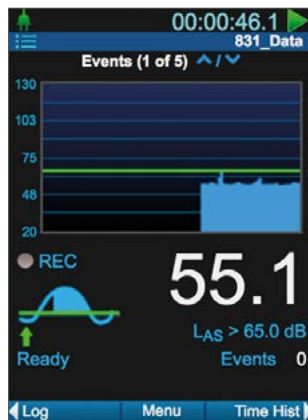 00:00:46.1
831_Data
Events (1 of 5) /
130
103
75
48
20
REC
55.1
LAS > 65.0 dB
Ready
Events 0
Log Menu Time Hist